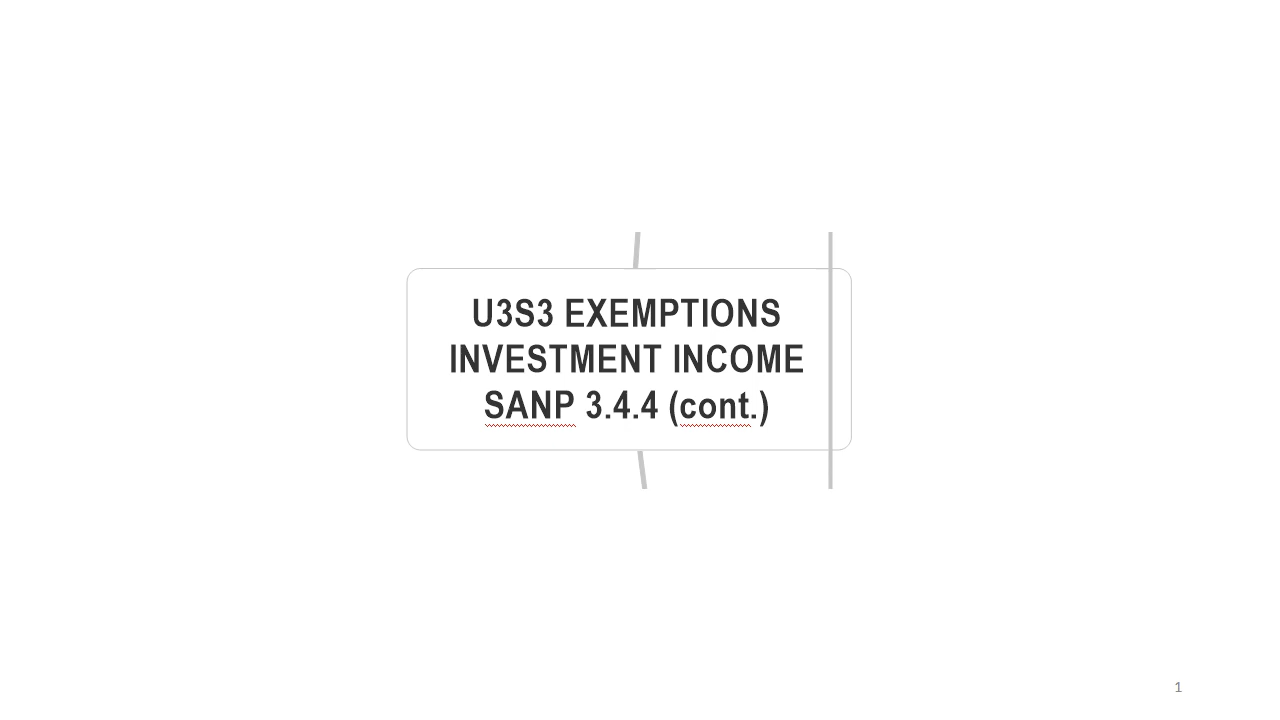 U3S3 EXEMPTIONS
INVESTMENT INCOME
SANP 3.4.4 (cont.)
1